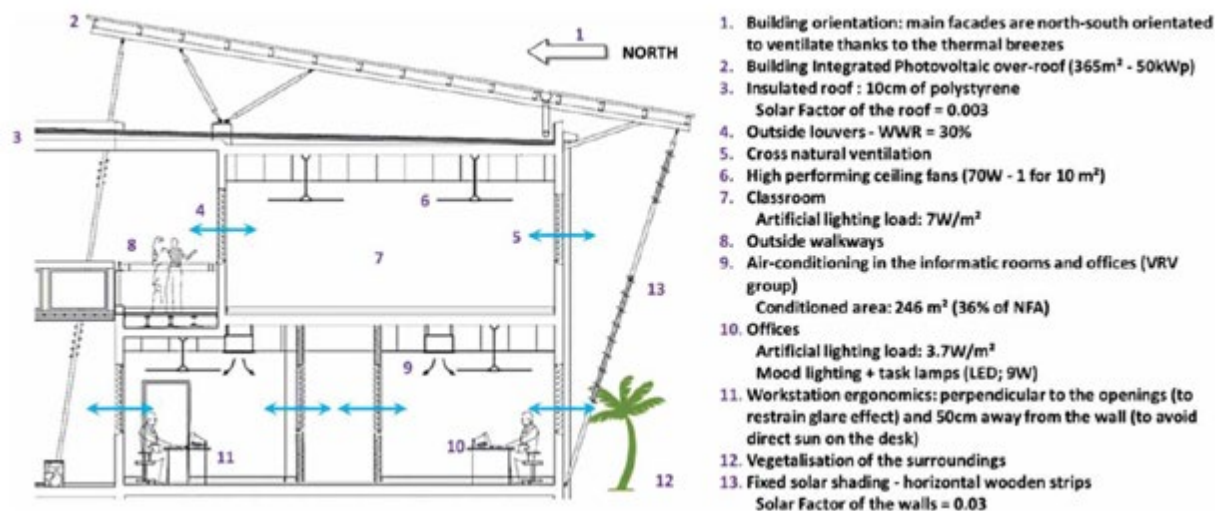 2
1
NORTH
3
4
5
6
7
8
9
10
11
12
13
1. Building orientation: main facades are north-south orientated
to ventilate thanks to the thermal breezes
2. Building Integrated Photovoltaic over-roof (365m² - 50kWp)
3. Insulated roof : 10cm of polystyrene
Solar Factor of the roof = 0.003
4. Outside louvers - WWR = 30%
5. Cross natural ventilation
6. High performing ceiling fans (70W - 1 for 10 m²)
7. Classroom
Artificial lighting load: 7W/m²
8. Outside walkways
9. Air-conditioning in the informatic rooms and offices (VRV
group)
Conditioned area: 246 m² (36% of NFA)
10. Offices
Artificial lighting load: 3.7W/m²
Mood lighting + task lamps (LED; 9W)
11. Workstation ergonomics: perpendicular to the openings (to
restrain glare effect) and 50cm away from the wall (to avoid
direct sun on the desk)
12. Vegetalisation of the surroundings
13. Fixed solar shading - horizontal wooden strips
Solar Factor of the walls = 0.03